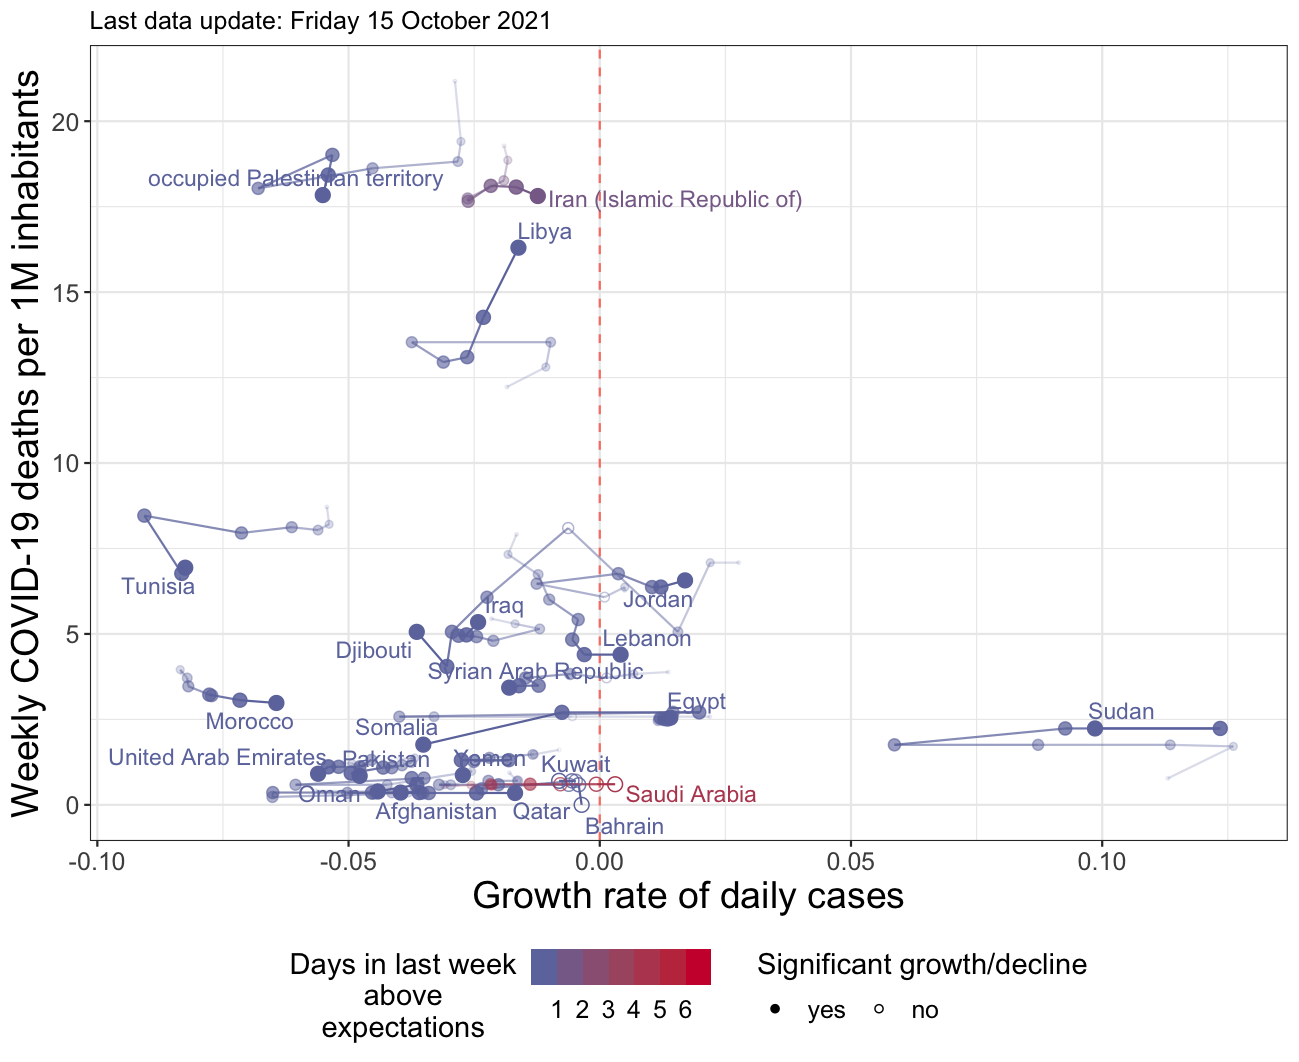 Last data update: Friday 15 October 2021
Weekly COVID-19 deaths per 1M inhabitants
20
15
10
5
0
occupied Palestinian territory
Iran (Islamic Republic of)
Libya
Tunisia
Iraq
Jordan
Djibouti
Lebanon
Syrian Arab Republic
Morocco
Somalia
Egypt
Sudan
United Arab Emirates
Pakistan
Yemen
Kuwait
Oman
Saudi Arabia
Afghanistan
Qatar
Bahrain
-0.10
-0.05
0.00
0.05
0.10
Growth rate of daily cases
Days in last week
above
expectations
1 2 3 4 5 6
Significant growth/decline
yes
no